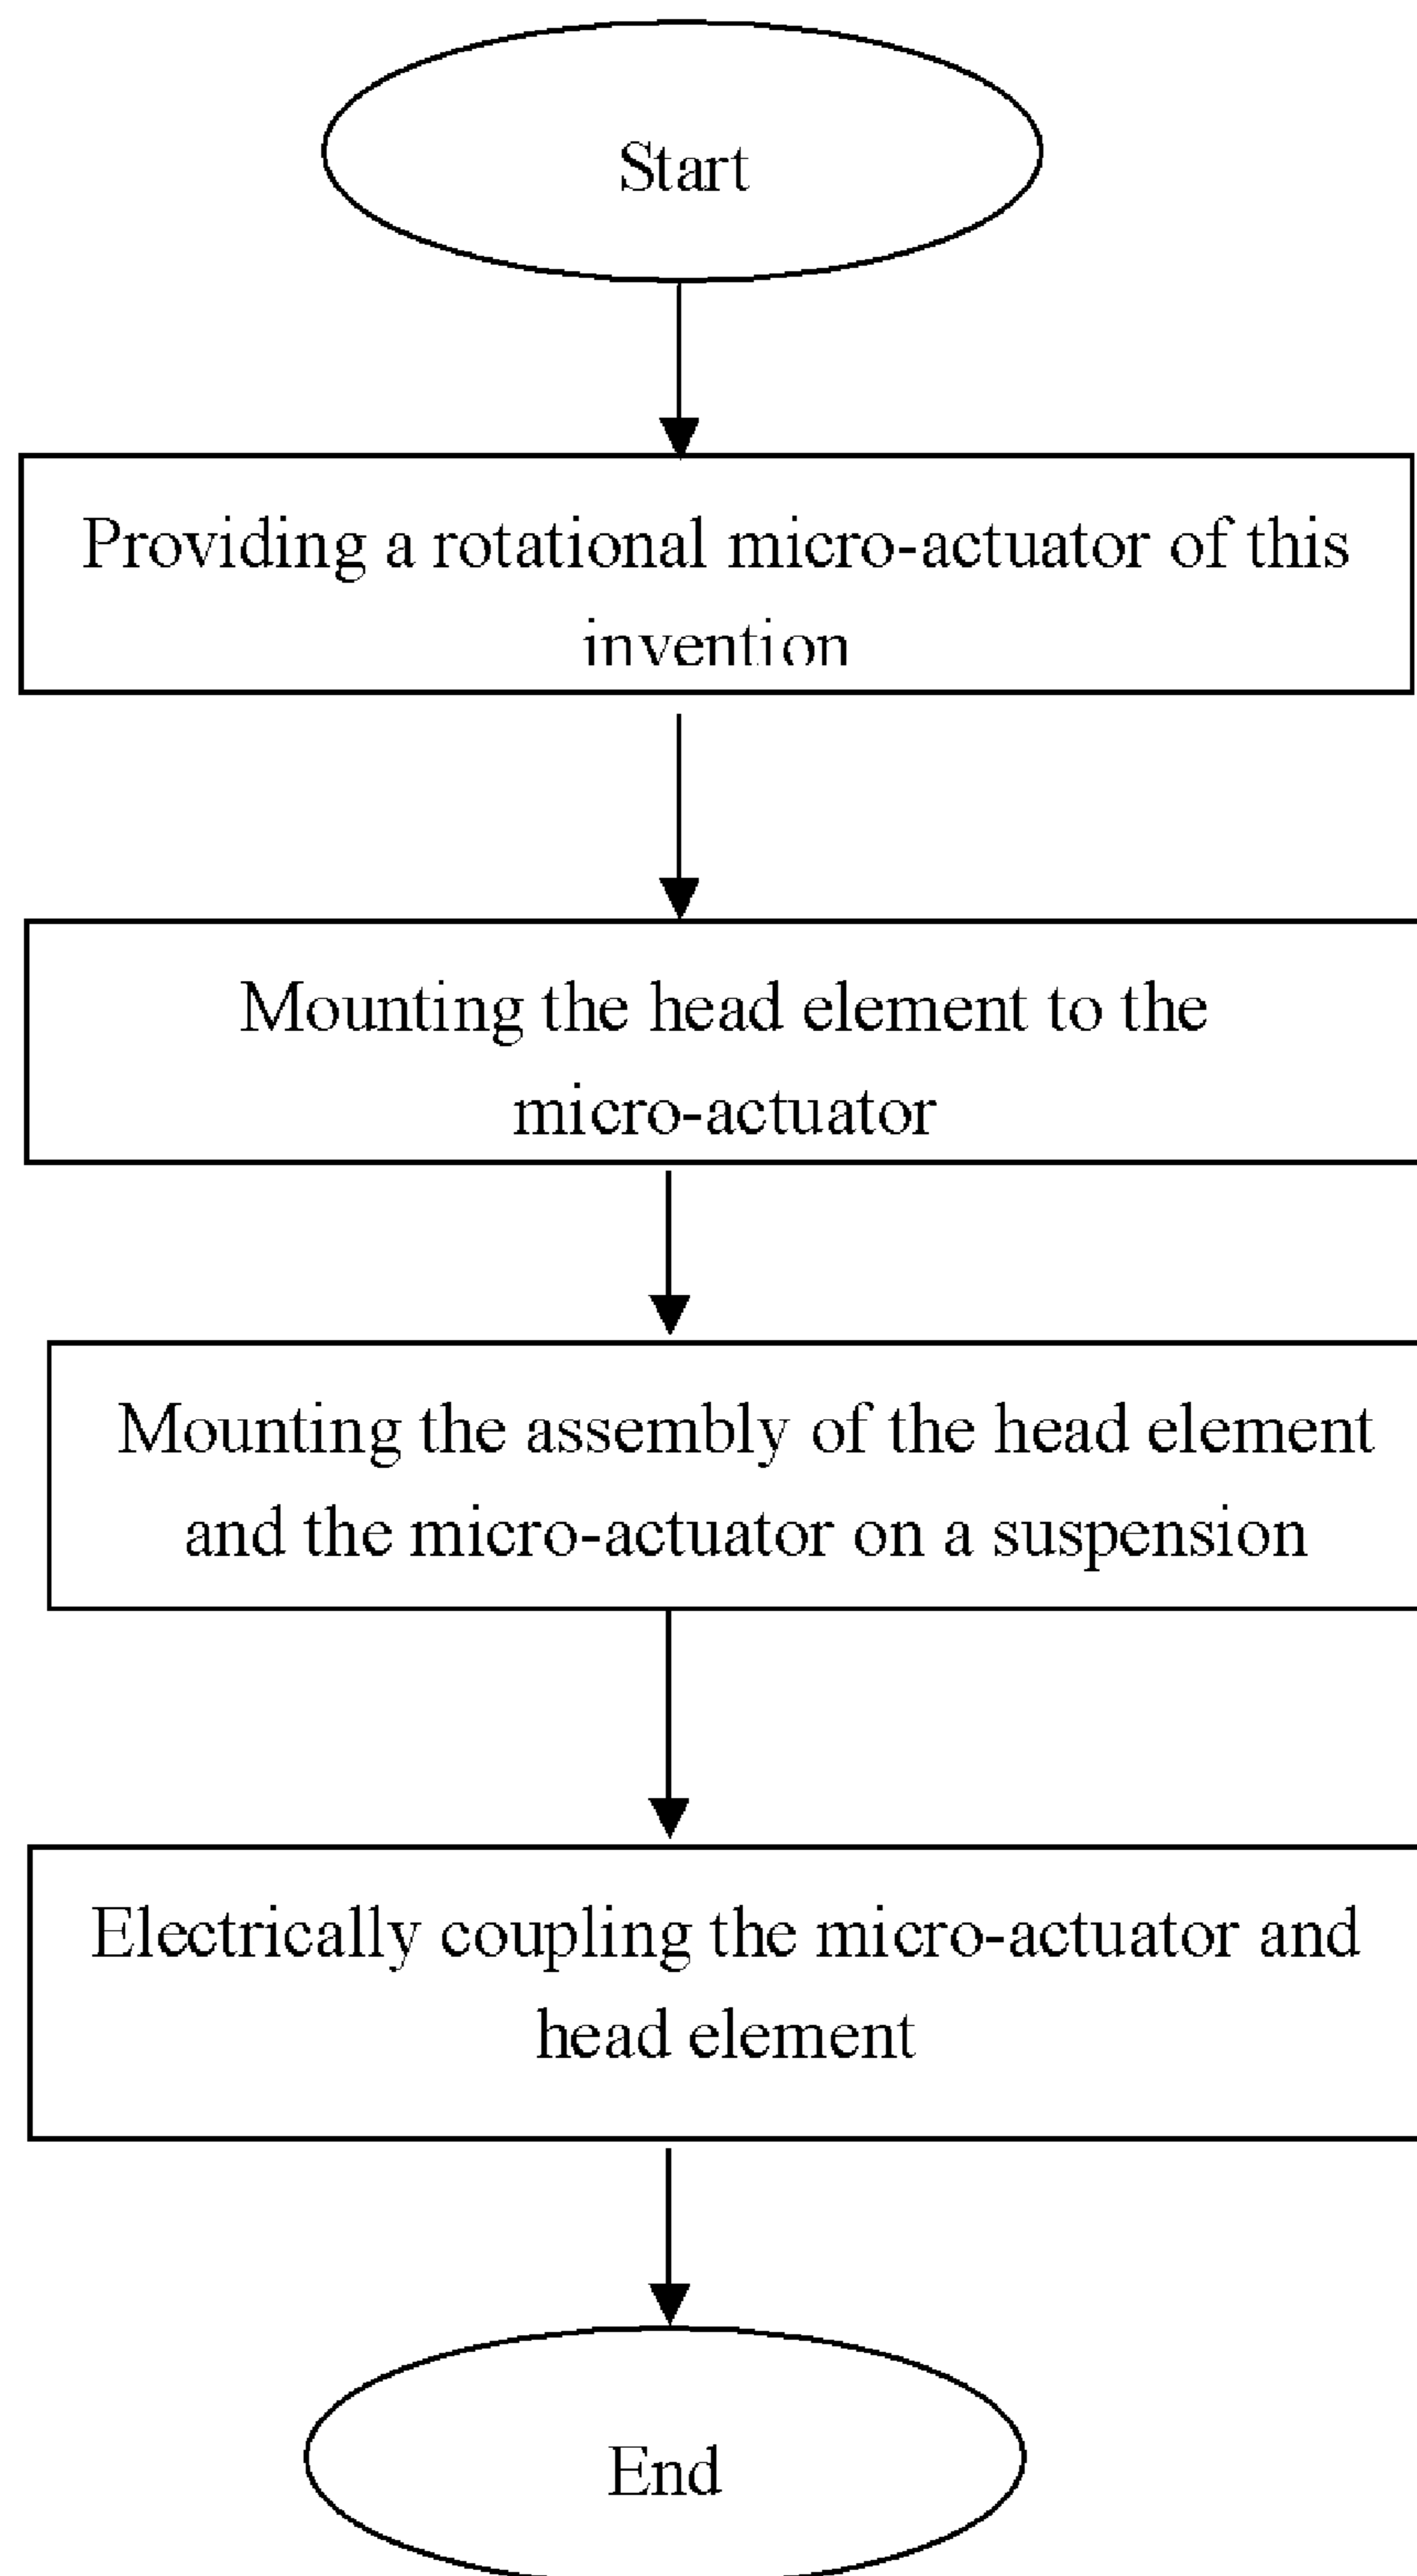 Start
Providing a rotational micro-actuator of this
invention
Mounting the head element to the
micro-actuator
Mounting the assembly of the head element
and the micro-actuator on a suspension
Electrically coupling the micro-actuator and
head element
End